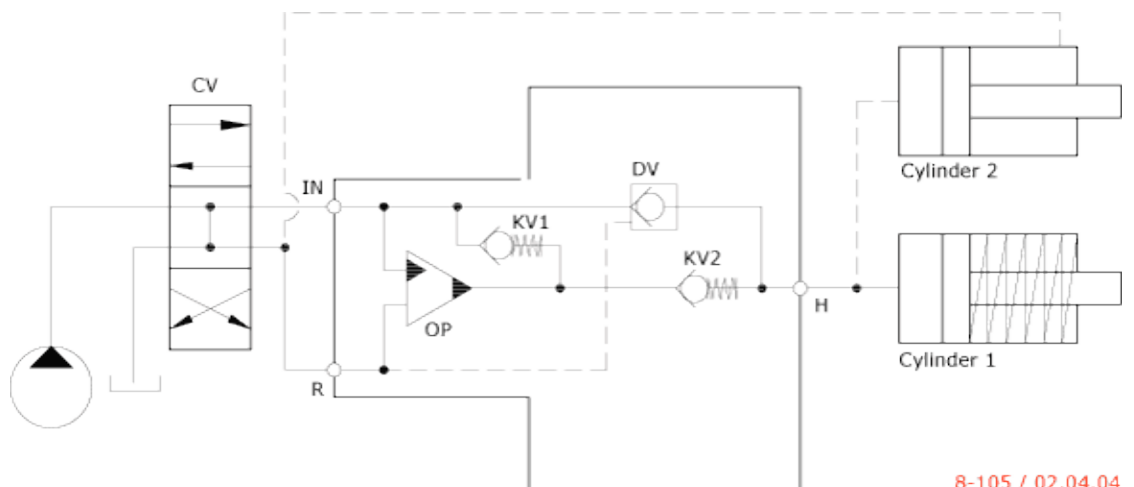 CV
IN
DV
Cylinder 2
KV1
KV2
OP
H
R
Cylinder 1
8-105 / 02.04.04